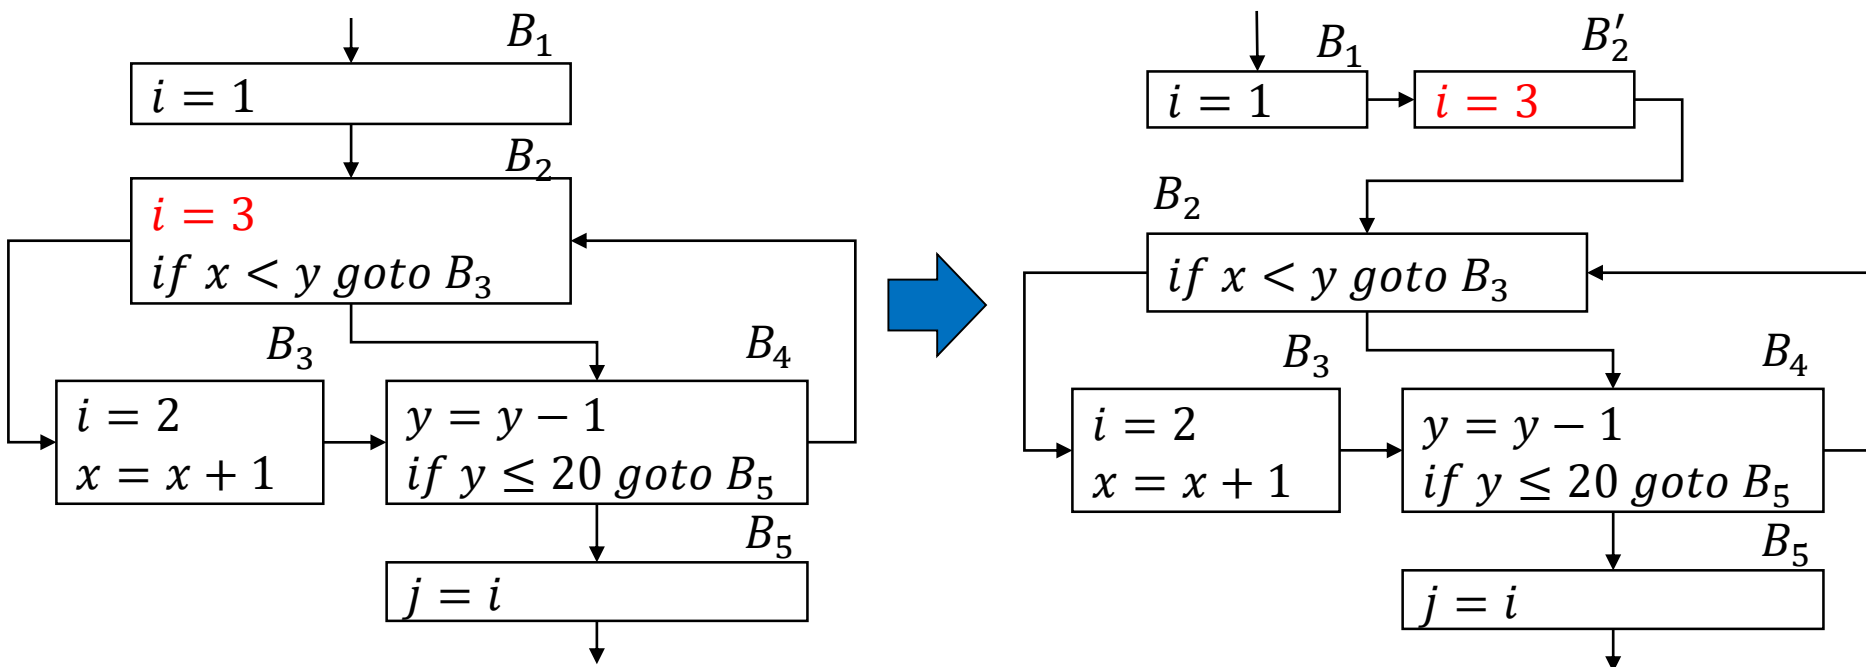 B₁
i = 1
B₂
i = 3
if x < y goto B₃
B₃
i = 2
x = x + 1
B₄
y = y − 1
if y ≤ 20 goto B₅
B₅
j = i
B₁
i = 1
B₂′
i = 3
B₂
if x < y goto B₃
B₃
i = 2
x = x + 1
B₄
y = y − 1
if y ≤ 20 goto B₅
B₅
j = i